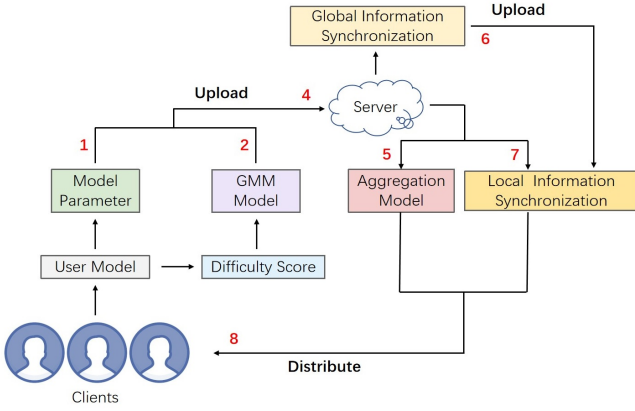 Global Information
Synchronization
Upload
6
Upload
4
Server
1
2
5
7
Model
Parameter
GMM
Model
Aggregation
Model
Local Information
Synchronization
User Model
Difficulty Score
8
Distribute
Clients